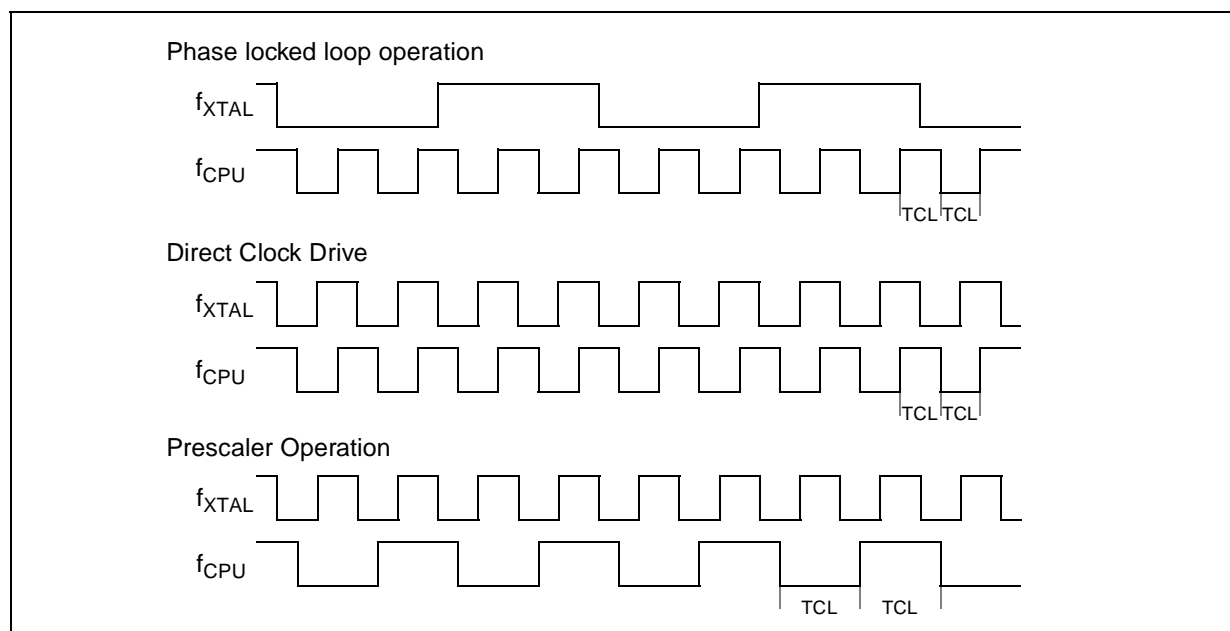 Phase locked loop operation
fXTAL
fCPU
TCL TCL
Direct Clock Drive
fXTAL
fCPU
TCL TCL
Prescaler Operation
fXTAL
fCPU
TCL TCL